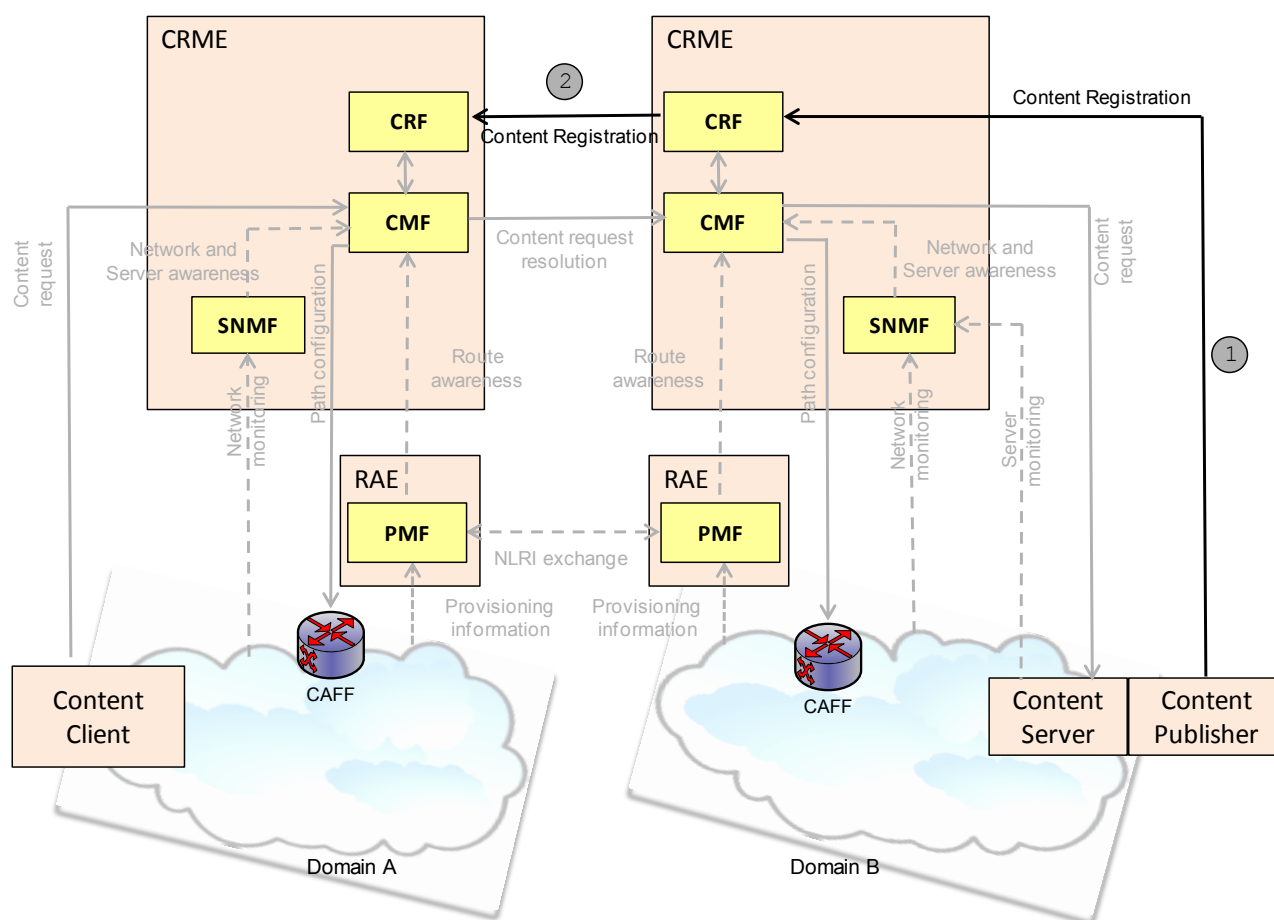 CRME
CRME
2
Content Registration
CRF
CRF
Content Registration
CMF
CMF
Content
request
Network and
Server awareness
Content request
resolution
Network and
Server awareness
Content
request
SNMF
SNMF
Path configuration
Route
awareness
Route
awareness
Path configuration
1
Network
monitoring
Network
monitoring
Server
monitoring
RAE
RAE
PMF
PMF
NLRI exchange
Provisioning
information
Provisioning
information
CAFF
CAFF
Content
Client
Content
Server
Content
Publisher
Domain A
Domain B